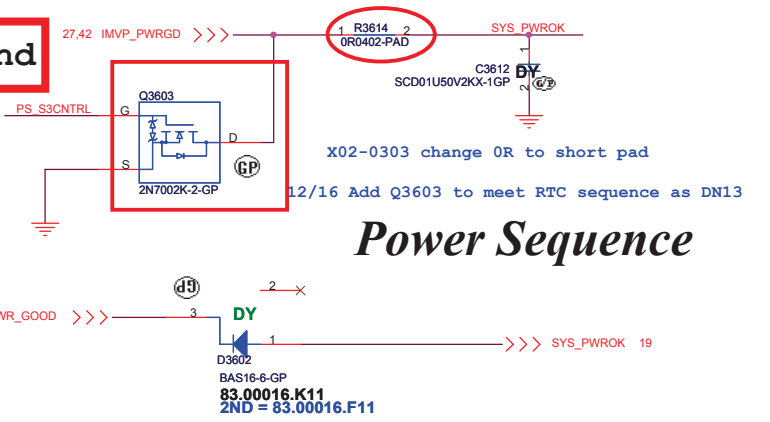 nd
27,42 IMVP_PWRGD
1 R3614 2
0R0402-PAD
SYS_PWROK
1
C3612
DY
SCD01U50V2KX-1GP
2
G/P
PS_S3CNTRL
Q3603
G
D
S
GP
2N7002K-2-GP
X02-0303 change 0R to short pad
12/16 Add Q3603 to meet RTC sequence as DN13
Power Sequence
GP
2
WR_GOOD
3
DY
1
SYS_PWROK 19
D3602
BAS16-6-GP
83.00016.K11
2ND = 83.00016.F11